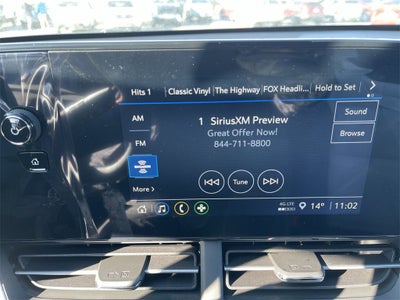 Hits 1 Classic Vinyl The Highway FOX Headli... Hold to Set
AM
1 SiriusXM Preview
Sound
Great Offer Now!
Browse
FM
844-711-8800
More
Tune
4G LTE
14° 11:02